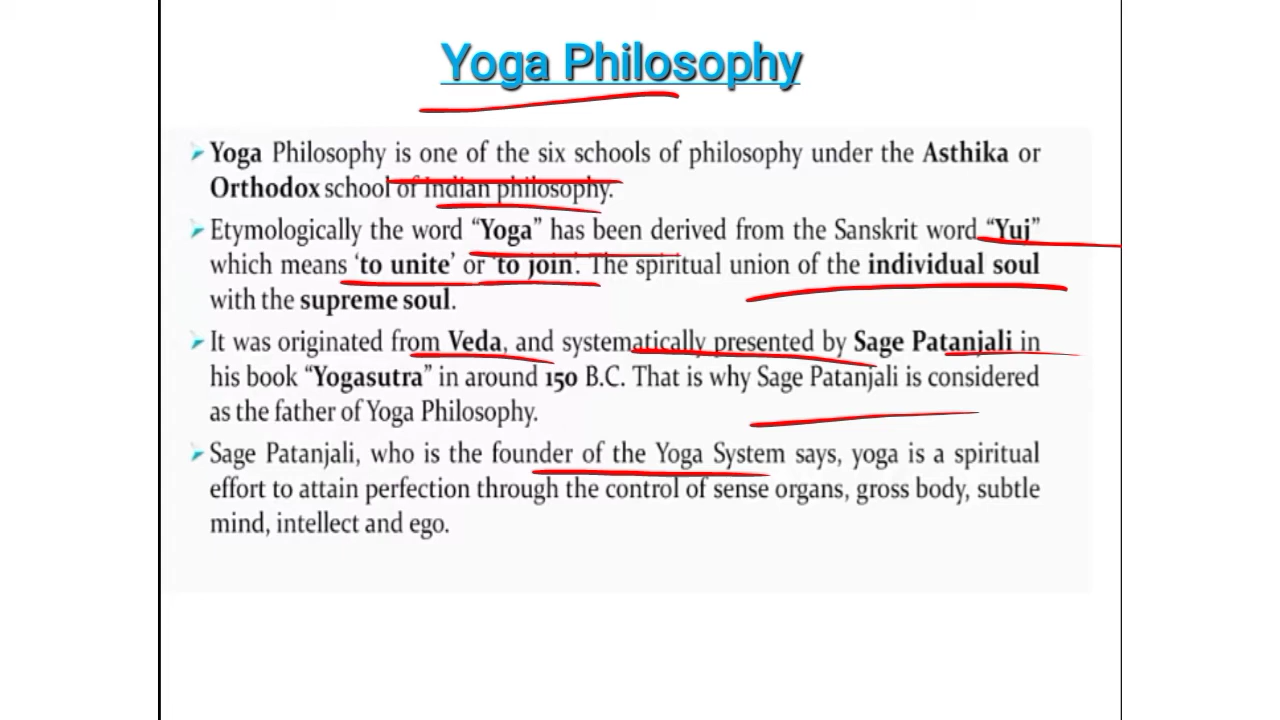 Yoga Philosophy
Yoga Philosophy is one of the six schools of philosophy under the Asthika or
Orthodox school of Indian philosophy.
Etymologically the word “Yoga” has been derived from the Sanskrit word “Yuj”
which means ‘to unite’ or ‘to join’. The spiritual union of the individual soul
with the supreme soul.
It was originated from Veda, and systematically presented by Sage Patanjali in
his book “Yogasutra” in around 150 B.C. That is why Sage Patanjali is considered
as the father of Yoga Philosophy.
Sage Patanjali, who is the founder of the Yoga System says, yoga is a spiritual
effort to attain perfection through the control of sense organs, gross body, subtle
mind, intellect and ego.